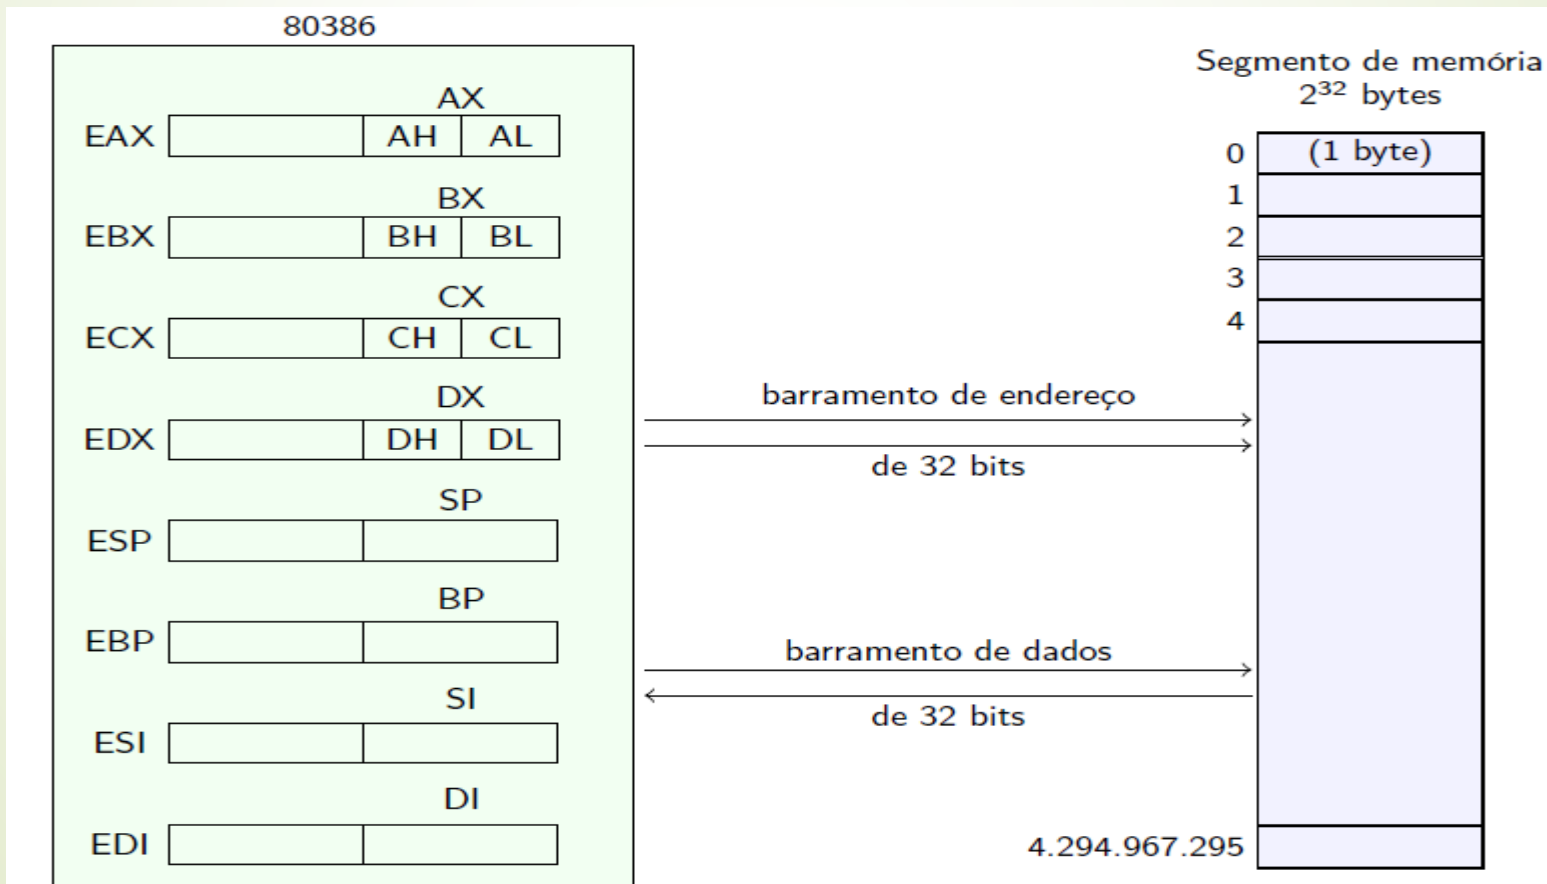 80386
AX
EAX AH AL
BX
EBX BH BL
CX
ECX CH CL
DX
EDX DH DL
SP
ESP
BP
EBP
SI
ESI
DI
EDI
barramento de endereço
de 32 bits
barramento de dados
de 32 bits
Segmento de memória
2³² bytes
0 (1 byte)
1
2
3
4
4.294.967.295